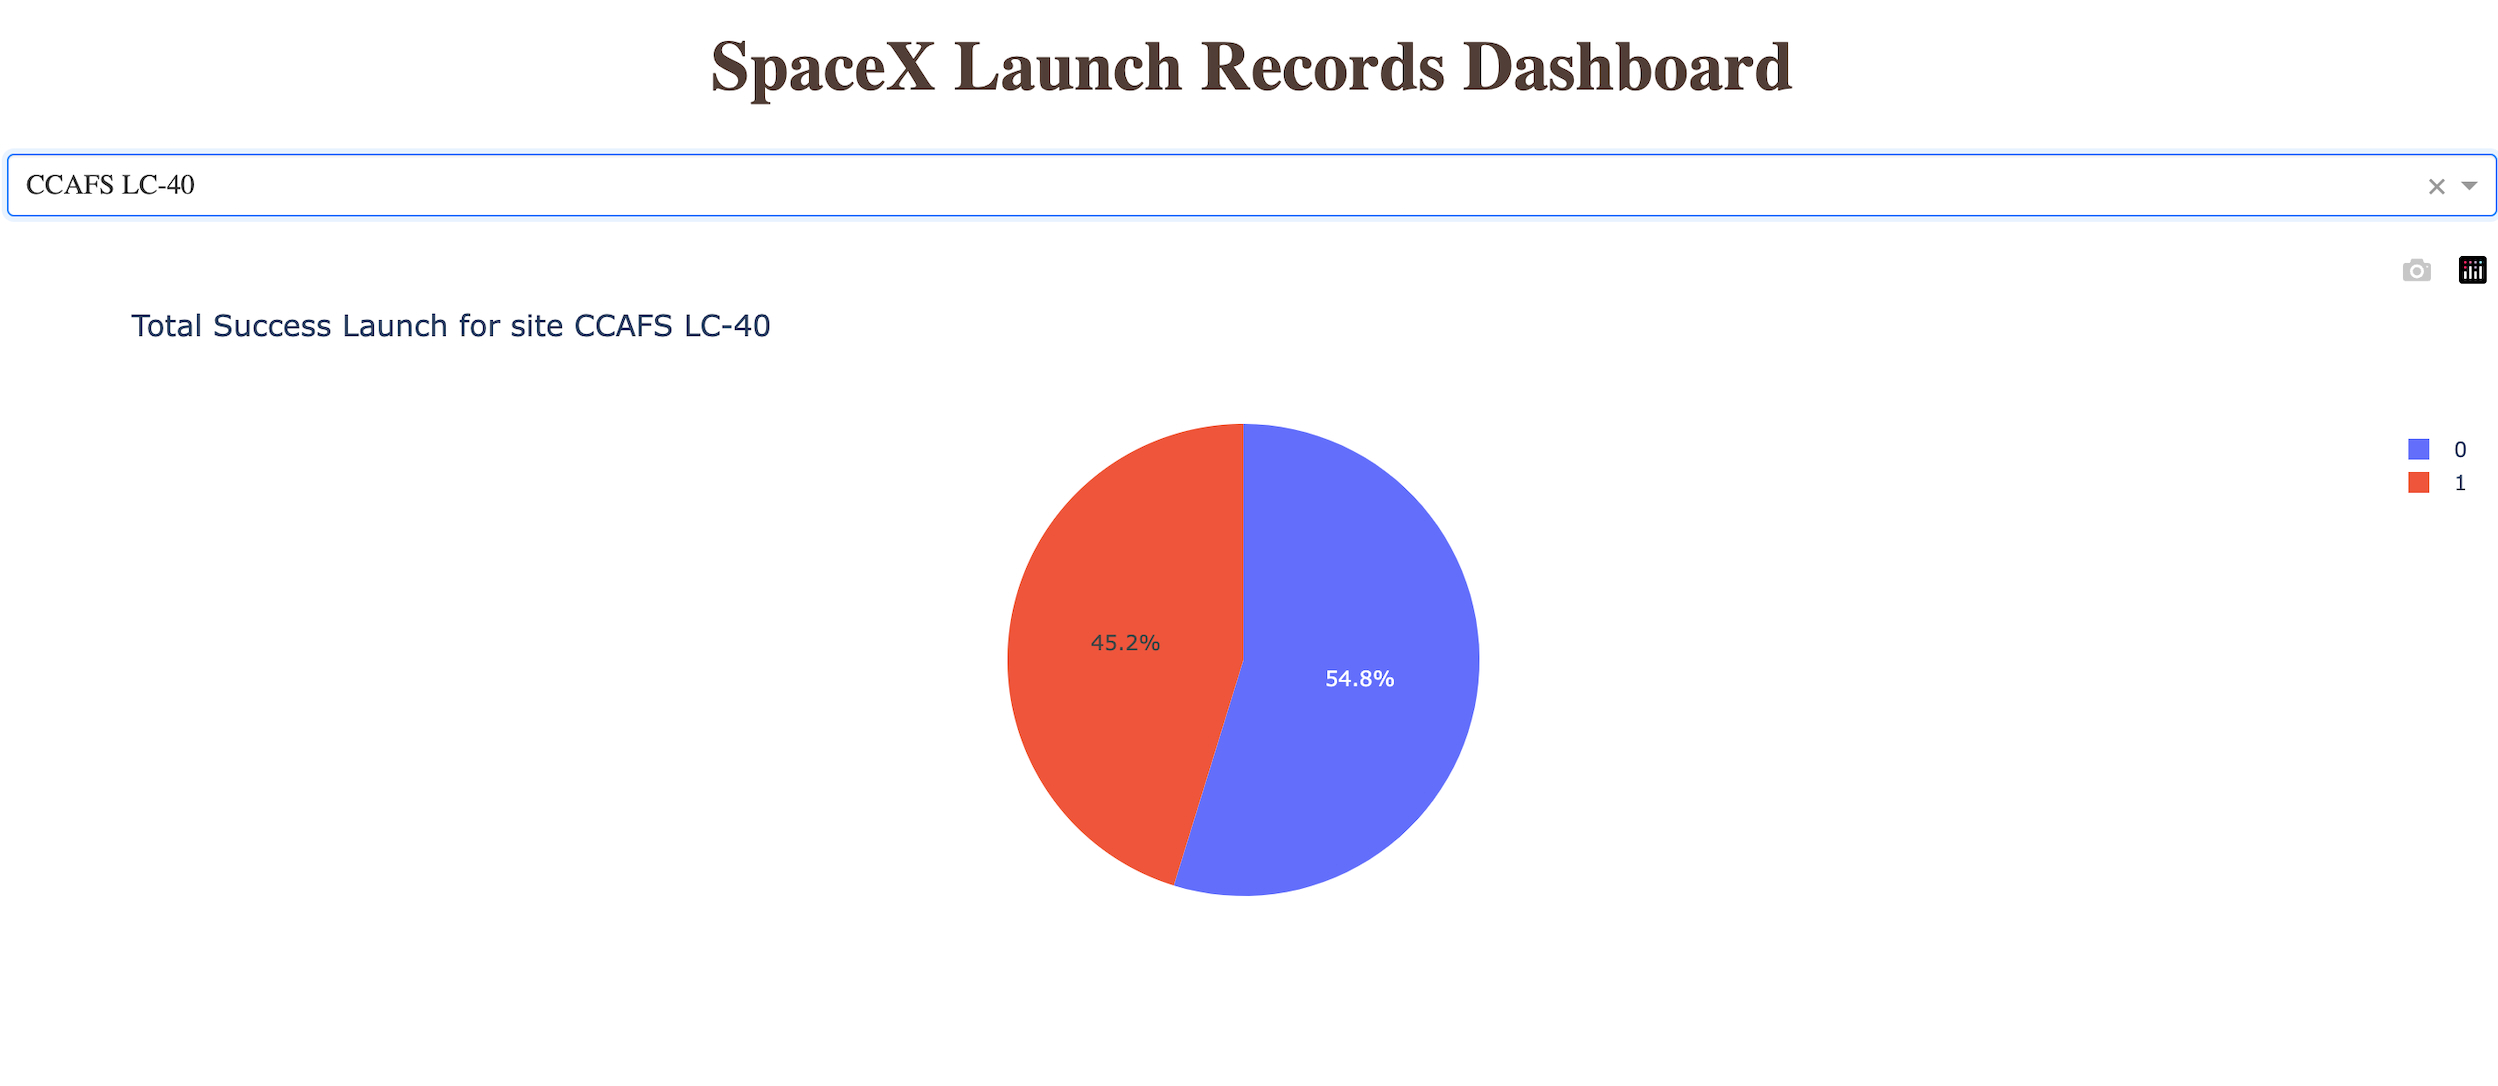 SpaceX Launch Records Dashboard
CCAFS LC-40
Total Success Launch for site CCAFS LC-40
0
1
45.2%
54.8%